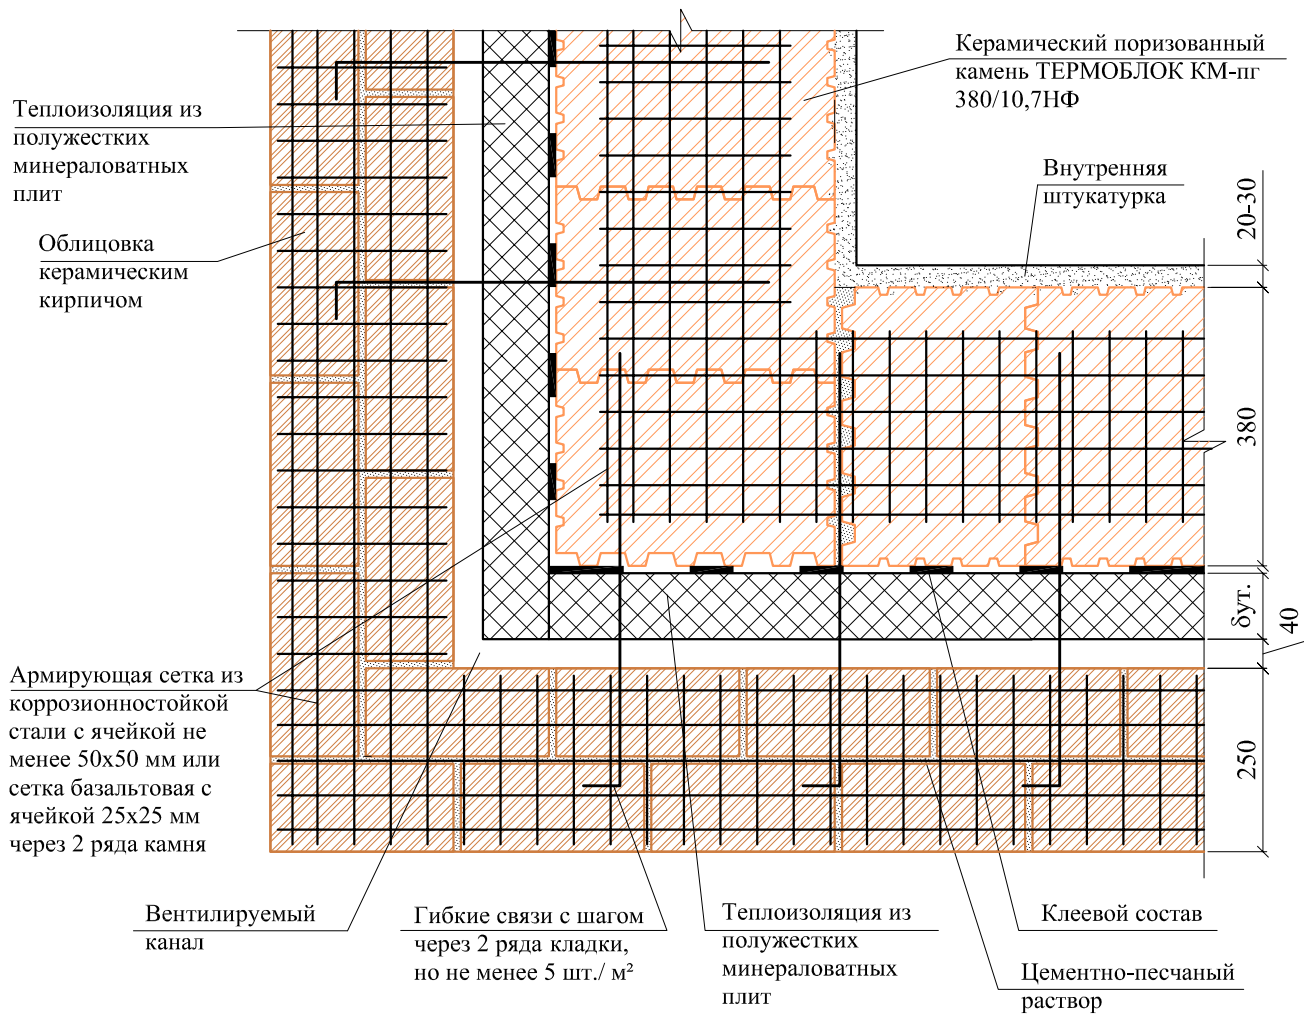 Керамический поризованный
камень ТЕРМОБЛОК КМ-пг
380/10,7НФ
Теплоизоляция из
полужестких
минераловатных
плит
Внутренняя
штукатурка
20-30
Облицовка
керамическим
кирпичом
380
бут.
40
Армирующая сетка из
коррозионностойкой
стали с ячейкой не
менее 50х50 мм или
сетка базальтовая с
ячейкой 25х25 мм
через 2 ряда камня
250
Вентилируемый
канал
Гибкие связи с шагом
через 2 ряда кладки,
но не менее 5 шт./ м²
Теплоизоляция из
полужестких
минераловатных
плит
Клеевой состав
Цементно-песчаный
раствор